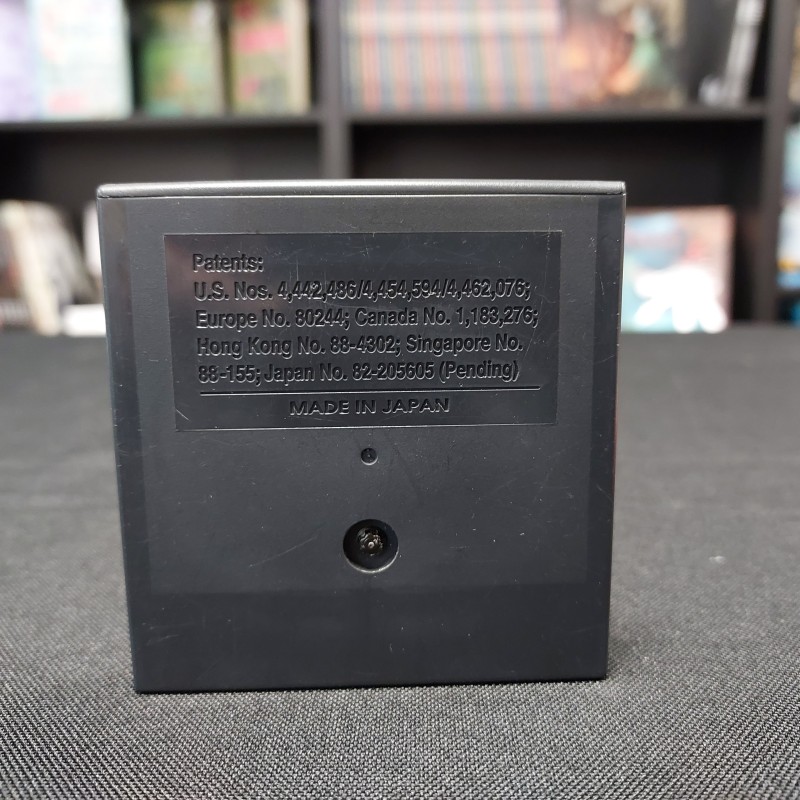 Patents:
U.S. Nos. 4,442,486/4,454,594/4,462,076;
Europe No. 80244; Canada No. 1,183,276;
Hong Kong No. 88-4302; Singapore No.
88-155; Japan No. 82-205605 (Pending)
MADE IN JAPAN